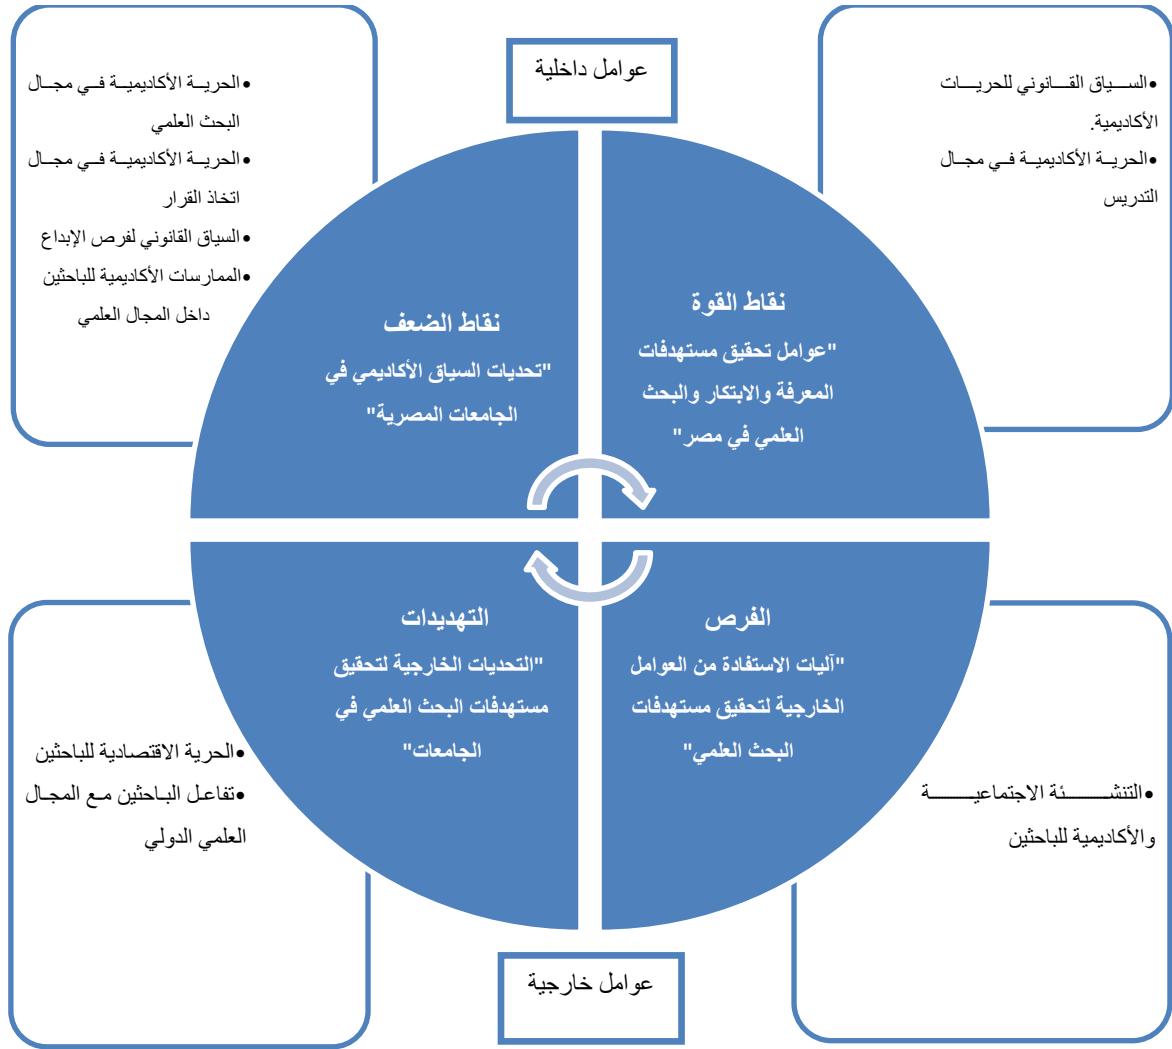 عوامل داخلية
•السياق القانوني للحريات
الأكاديمية.
•الحرية الأكاديمية في مجال
التدريس
•الحرية الأكاديمية في مجال
البحث العلمي
•الحرية الأكاديمية في مجال
اتخاذ القرار
•السياق القانوني لفرص الإبداع
•الممارسات الأكاديمية للباحثين
داخل المجال العلمي
نقاط القوة
"عوامل تحقيق مستهدفات
المعرفة والابتكار والبحث
العلمي في مصر"
نقاط الضعف
"تحديات السياق الأكاديمي في
الجامعات المصرية"
الفرص
"آليات الاستفادة من العوامل
الخارجية لتحقيق مستهدفات
البحث العلمي"
التهديدات
"التحديات الخارجية لتحقيق
مستهدفات البحث العلمي في
الجامعات"
•التنشئة الاجتماعية
والأكاديمية للباحثين
•الحرية الاقتصادية للباحثين
•تفاعل الباحثين مع المجال
العلمي الدولي
عوامل خارجية